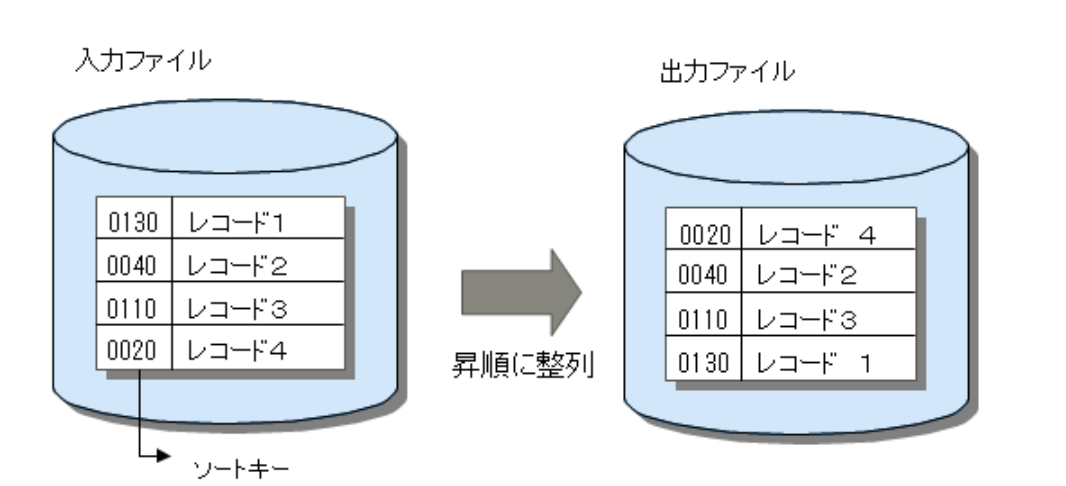 入力ファイル
0130 レコード1
0040 レコード2
0110 レコード3
0020 レコード4
ソートキー
昇順に整列
出力ファイル
0020 レコード 4
0040 レコード2
0110 レコード3
0130 レコード 1